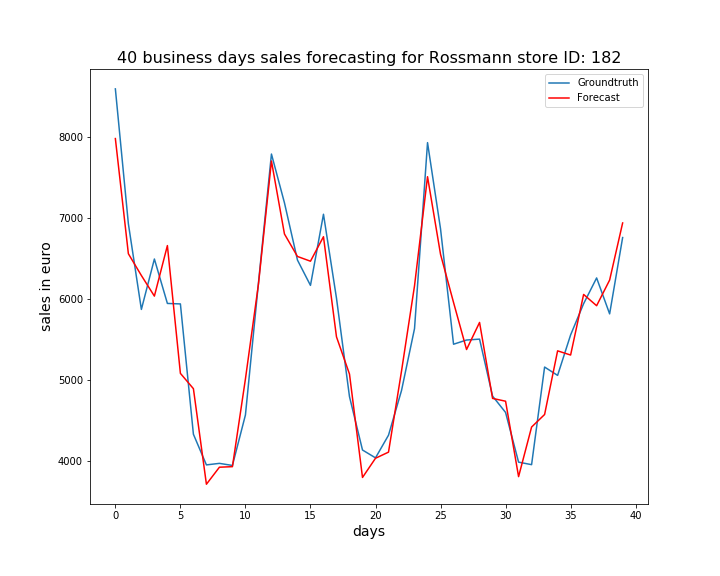 40 business days sales forecasting for Rossmann store ID: 182
Groundtruth
Forecast
8000
7000
6000
5000
4000
sales in euro
0 5 10 15 20 25 30 35 40
days